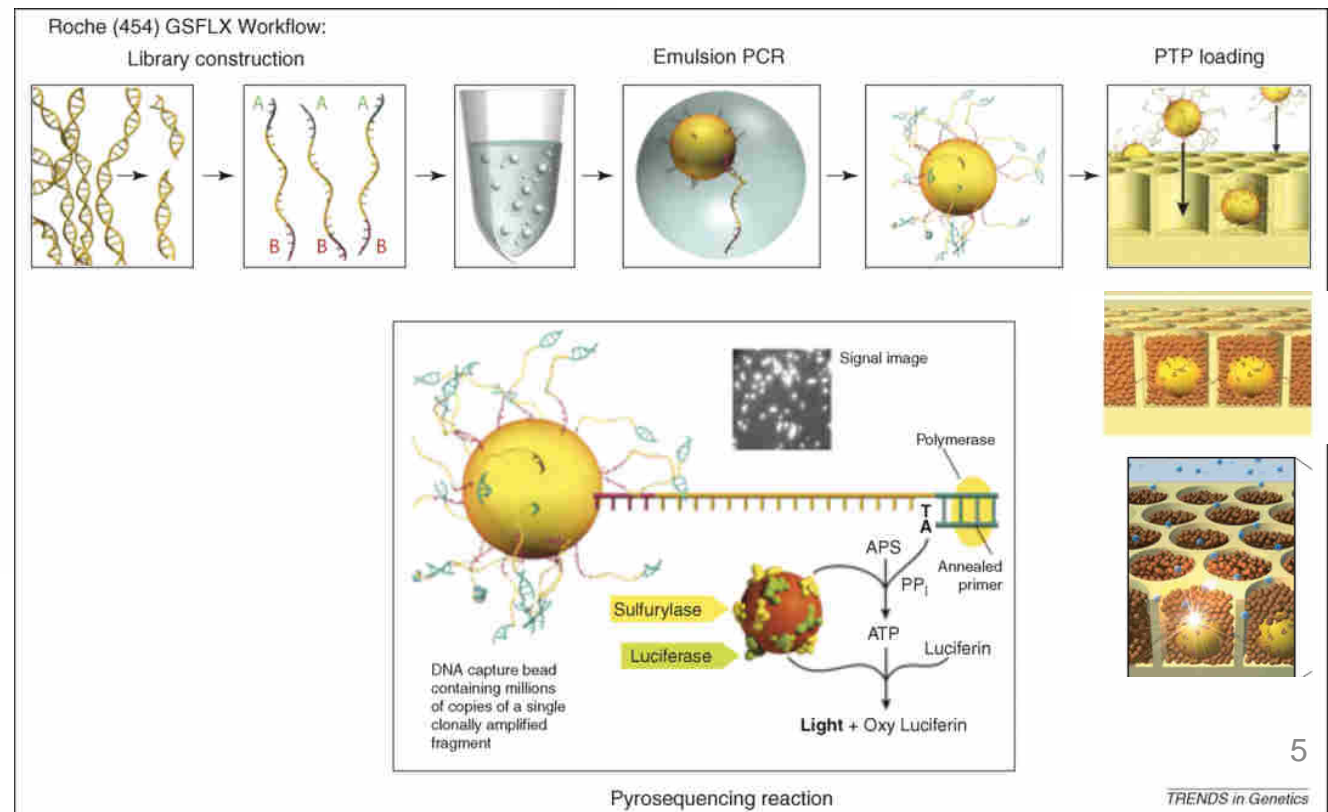 Roche (454) GSFLX Workflow:
Library construction
Emulsion PCR
PTP loading
A
A
A
B
B
B
Signal image
Polymerase
T
A
Annealed
primer
APS
PPi
Sulfurylase
ATP
Luciferase
Luciferin
DNA capture bead
containing millions
of copies of a single
clonally amplified
fragment
Light + Oxy Luciferin
5
Pyrosequencing reaction
TRENDS in Genetics